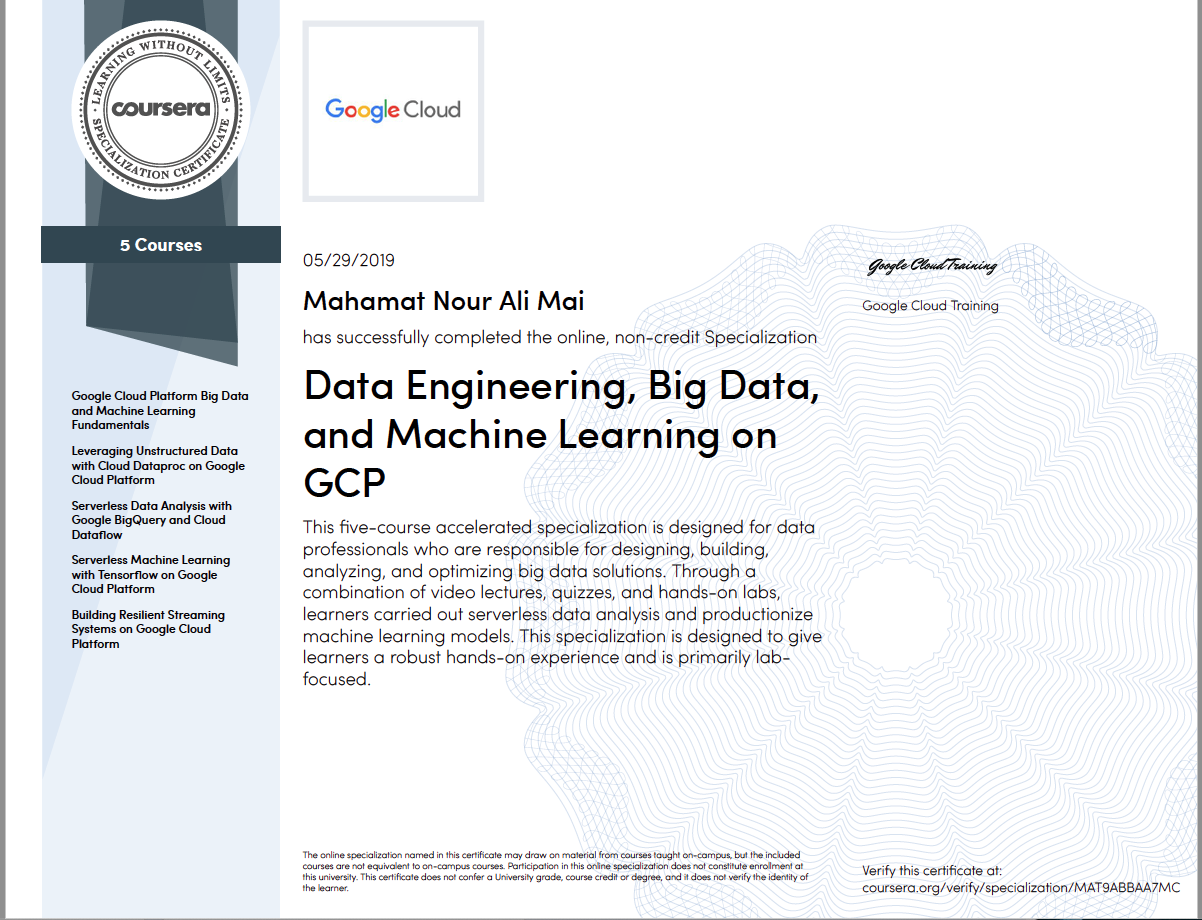 LEARNING WITHOUT LIMITS
coursera
SPECIALIZATION CERTIFICATE
5 Courses
Google Cloud Platform Big Data
and Machine Learning
Fundamentals
Leveraging Unstructured Data
with Cloud Dataproc on Google
Cloud Platform
Serverless Data Analysis with
Google BigQuery and Cloud
Dataflow
Serverless Machine Learning
with Tensorflow on Google
Cloud Platform
Building Resilient Streaming
Systems on Google Cloud
Platform
Google Cloud
05/29/2019
Mahamat Nour Ali Mai
has successfully completed the online, non-credit Specialization
Data Engineering, Big Data,
and Machine Learning on
GCP
This five-course accelerated specialization is designed for data
professionals who are responsible for designing, building,
analyzing, and optimizing big data solutions. Through a
combination of video lectures, quizzes, and hands-on labs,
learners carried out serverless data analysis and productionize
machine learning models. This specialization is designed to give
learners a robust hands-on experience and is primarily lab-
focused.
Google Cloud Training
Google Cloud Training
The online specialization named in this certificate may draw on material from courses taught on-campus, but the included
courses are not equivalent to on-campus courses. Participation in this online specialization does not constitute enrollment at
this university. This certificate does not confer a University grade, course credit or degree, and it does not verify the identity of
the learner.
Verify this certificate at:
coursera.org/verify/specialization/MAT9ABBAA7MC